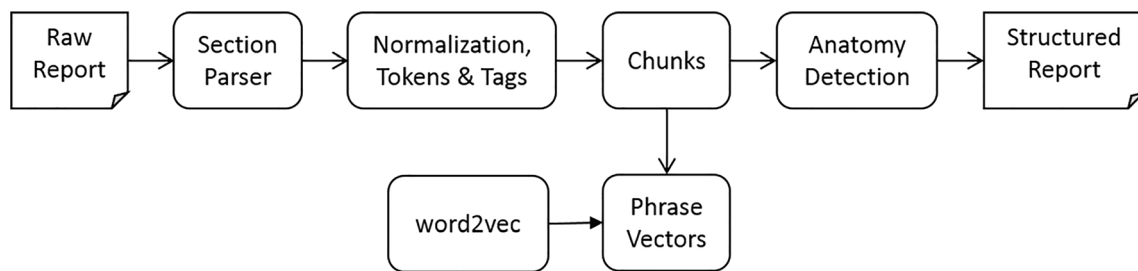 Raw
Report
Section
Parser
Normalization,
Tokens & Tags
Chunks
Anatomy
Detection
Structured
Report
word2vec
Phrase
Vectors